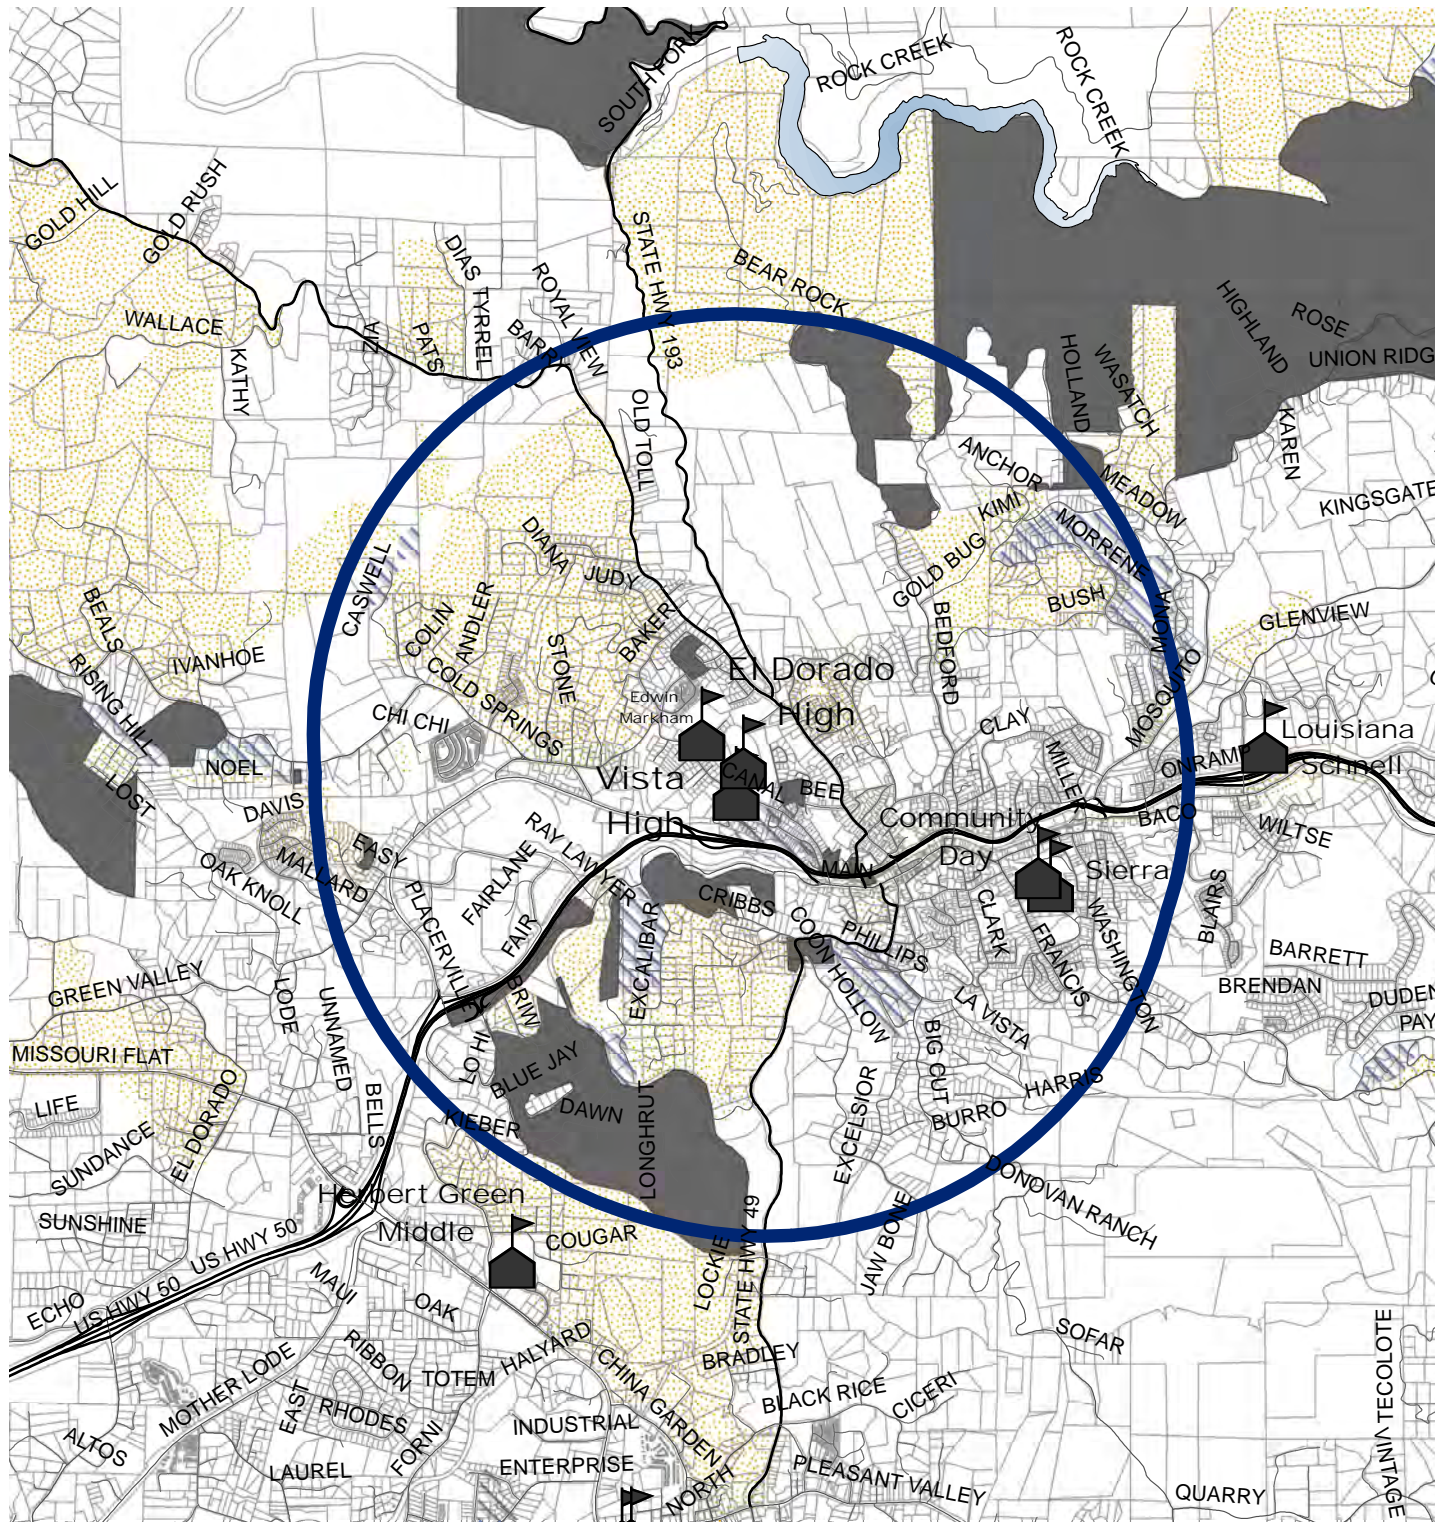 ROCK CREEK
ROCK CREEK
SOUTH FORK
GOLD HILL
GOLD RUSH
STATE HWY 193
DIAS
TYRREL
ROYAL VIEW
BARRY
BEAR ROCK
HIGHLAND
ROSE
UNION RIDG
WALLACE
KATHY
ZIA
PATS
HOLLAND
WASATCH
OLD TOLL
KAREN
ANCHOR
KINGSGATE
KIMI
MEADOW
MORRENE
DIANA
JUDY
CASWELL
GOLD BUG
BUSH
MONA
GLENVIEW
BEALS
COLIN
ANDLER
STONE
BAKER
BEDFORD
IVANHOE
RISING HILL
COLD SPRINGS
El Dorado
High
Edwin
Markham
MOSQUITO
CHI CHI
CLAY
Louisiana
Schnell
NOEL
LOST
Vista
High
CANAL
BEE
MILLER
ONRAMP
DAVIS
RAY LAWYER
Community
Day
BACO
WILTSE
EASY
OAK KNOLL
MALLARD
FAIRLANE
MAIN
Sierra
PLACERVILLE
FAIR
CRIBBS
EXCALIBAR
COON HOLLOW
PHILLIPS
CLARK
FRANCIS
WASHINGTON
BLAIRS
BARRETT
GREEN VALLEY
LODE
UNNAMED
BRIW
LA VISTA
BRENDAN
DUDEN
PAY
MISSOURI FLAT
LO HI
BLUE JAY
DAWN
BIG CUT
HARRIS
LIFE
EL DORADO
BELLS
KIEBER
LONGHRUT
EXCELSIOR
BURRO
SUNDANCE
DONOVAN RANCH
Herbert Green
Middle
SUNSHINE
US HWY 50
COUGAR
LOCKIE
STATE HWY 49
JAW BONE
ECHO
US HWY 50
MAUI
OAK
SOFAR
TECOLOTE
RIBBON
HALYARD
BRADLEY
MOTHER LODE
TOTEM
CHINA GARDEN
BLACK RICE
CICERI
EAST
RHODES
INDUSTRIAL
ALTOS
FORNI
LAUREL
ENTERPRISE
NORTH
PLEASANT VALLEY
QUARRY
VINTAGE